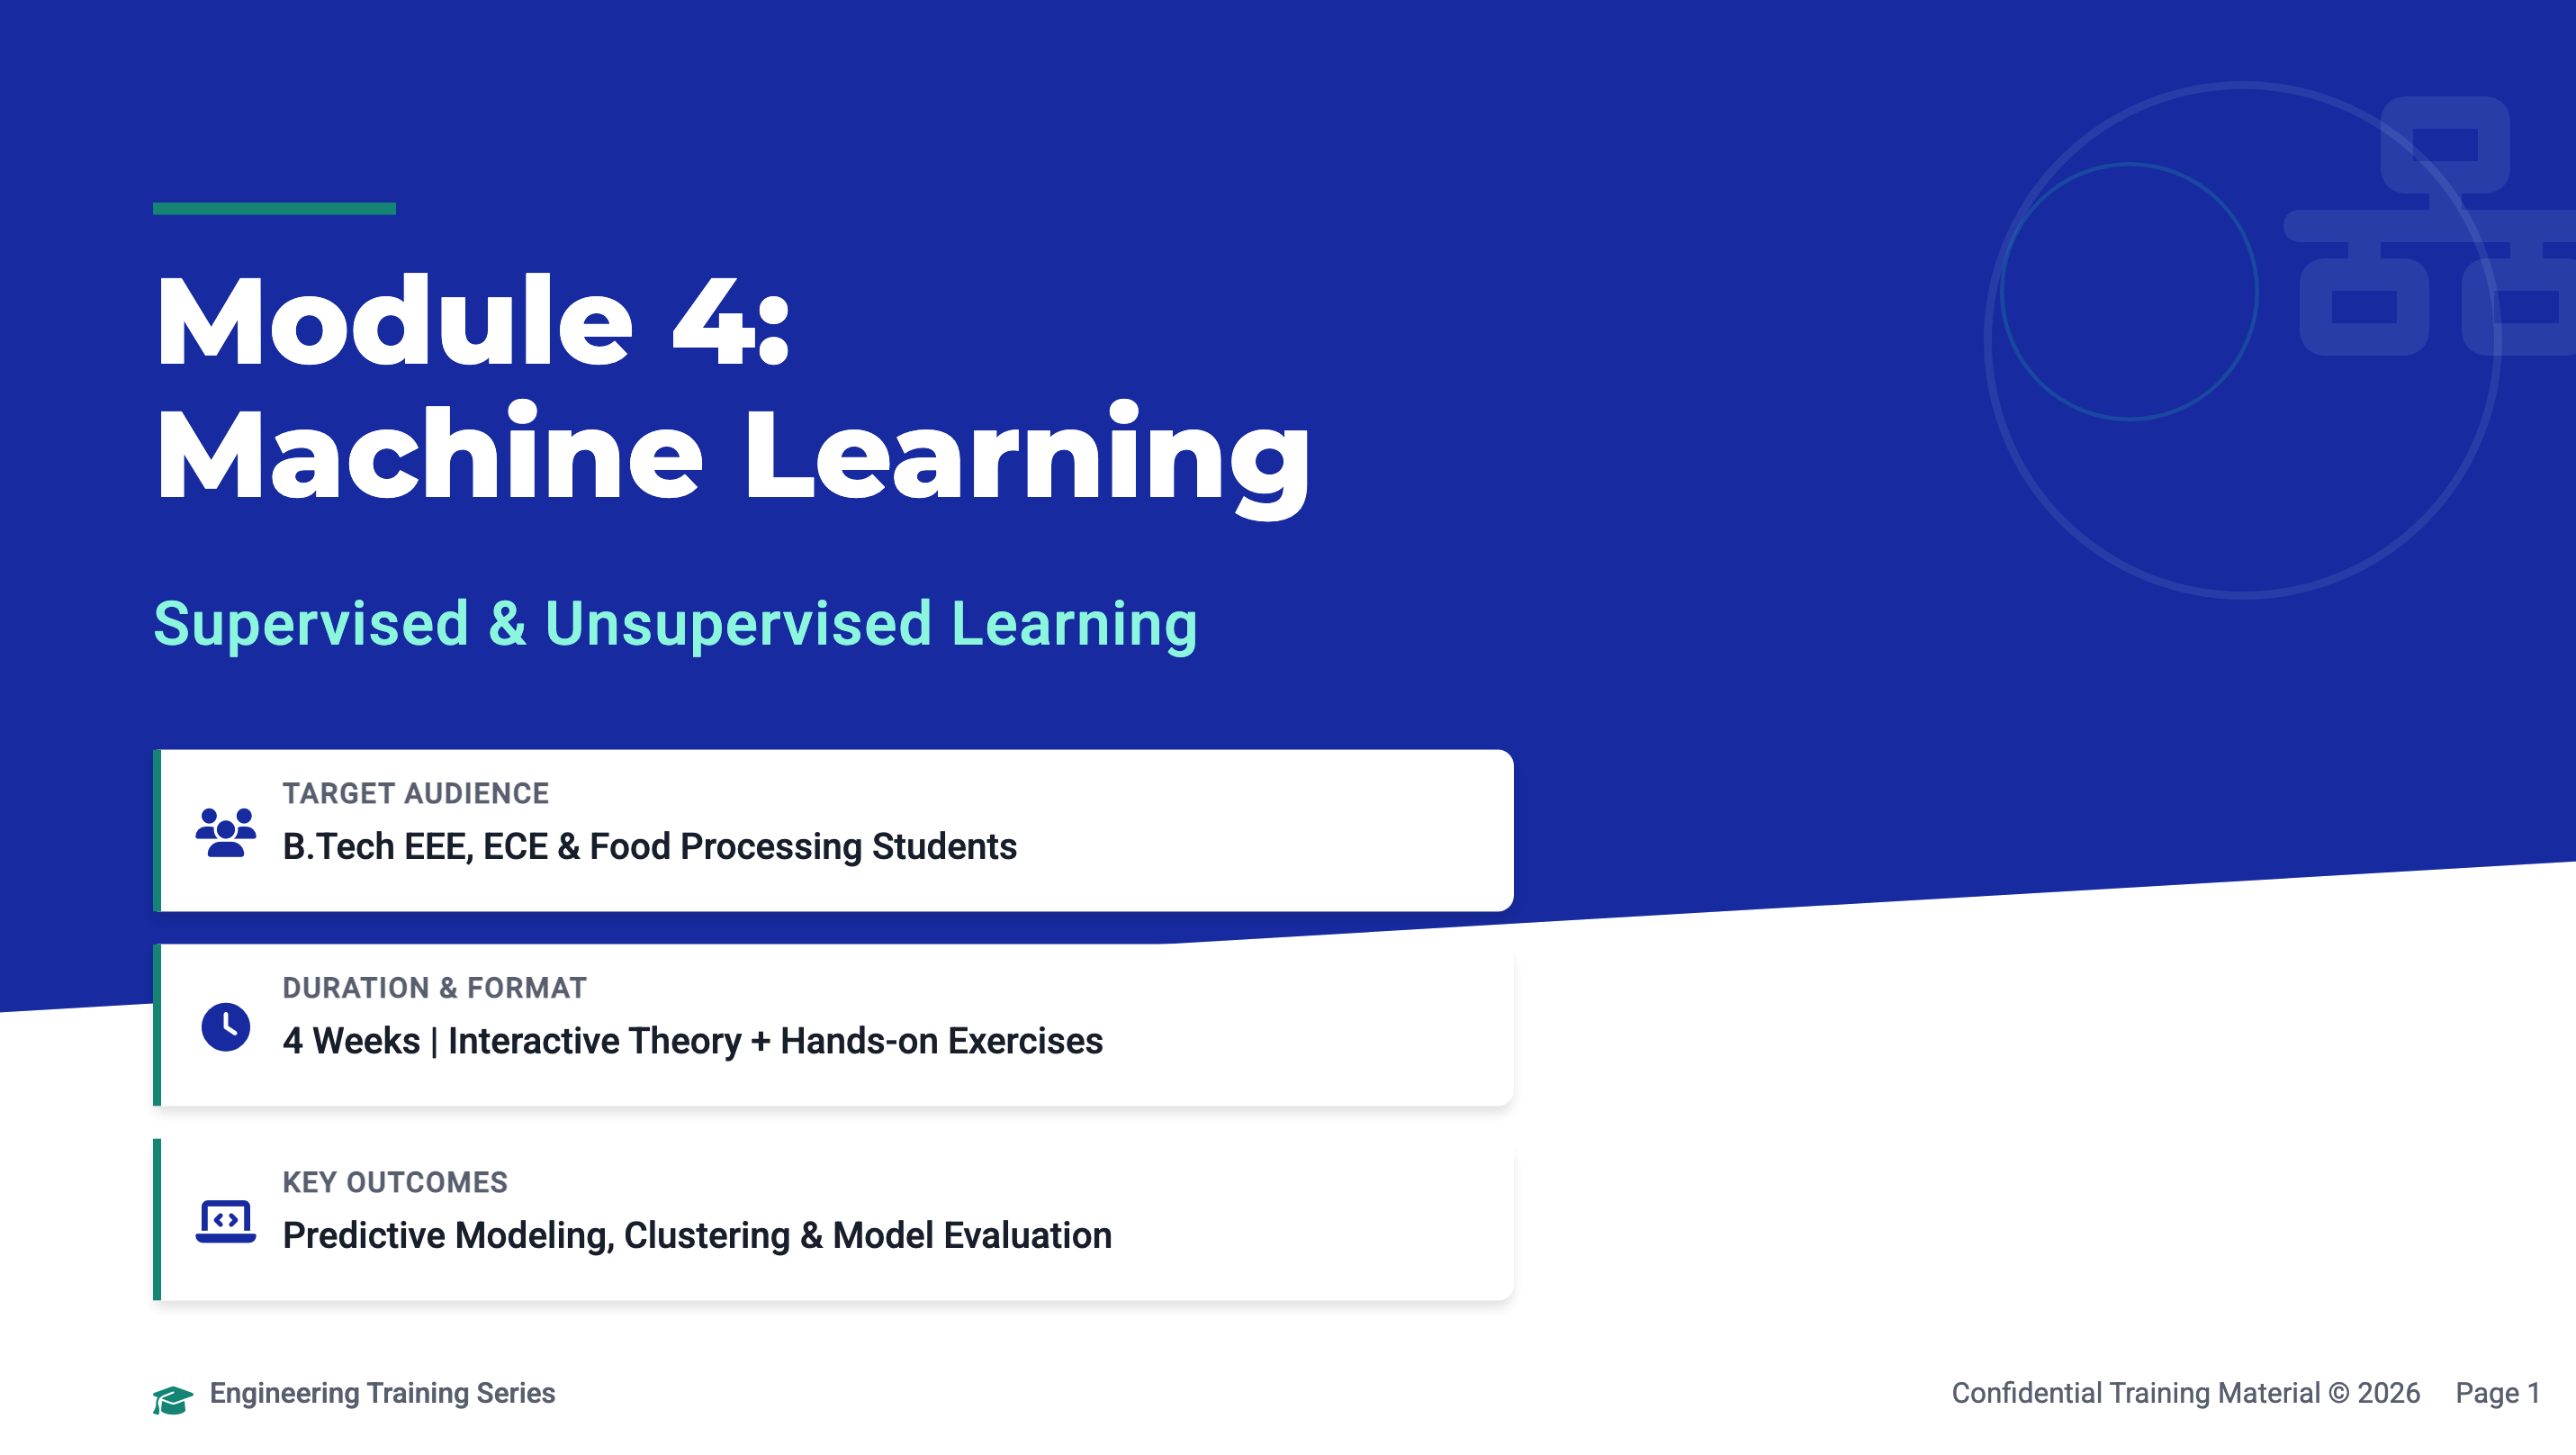 Module 4:
Machine Learning
Supervised & Unsupervised Learning
TARGET AUDIENCE
B.Tech EEE, ECE & Food Processing Students
DURATION & FORMAT
4 Weeks | Interactive Theory + Hands-on Exercises
KEY OUTCOMES
Predictive Modeling, Clustering & Model Evaluation
Engineering Training Series
Confidential Training Material © 2026 Page 1